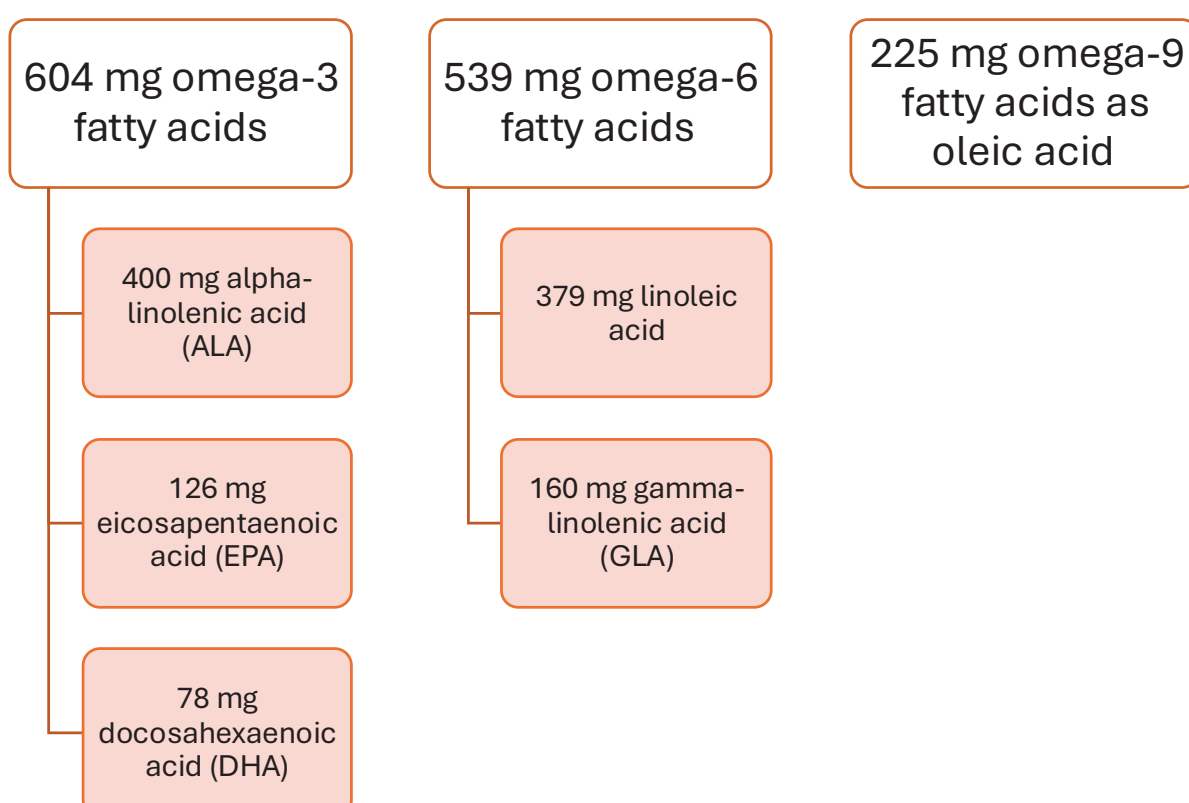 604 mg omega-3
fatty acids
400 mg alpha-
linolenic acid
(ALA)
126 mg
eicosapentaenoic
acid (EPA)
78 mg
docosahexaenoic
acid (DHA)
539 mg omega-6
fatty acids
379 mg linoleic
acid
160 mg gamma-
linolenic acid
(GLA)
225 mg omega-9
fatty acids as
oleic acid